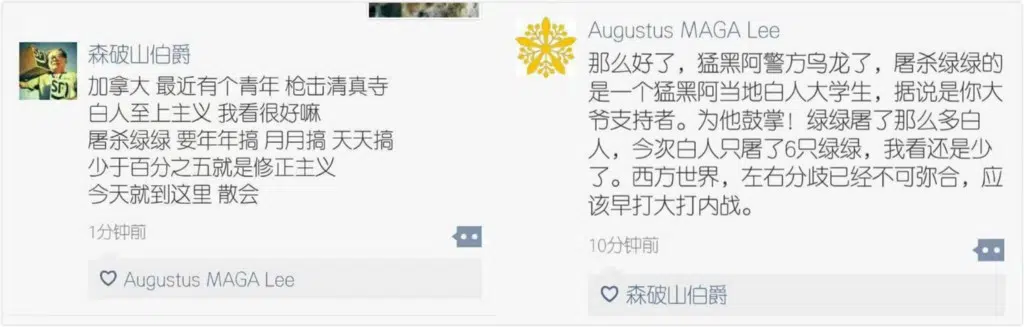 森破山伯爵
加拿大 最近有个青年 枪击清真寺
白人至上主义 我看很好嘛
屠杀绿绿 要年年搞 月月搞 天天搞
少于百分之五就是修正主义
今天就到这里 散会
1分钟前
Augustus MAGA Lee
Augustus MAGA Lee
那么好了，猛黑阿警方乌龙了，屠杀绿绿的
是一个猛黑阿当地白人大学生，据说是你大
爷支持者。为他鼓掌！绿绿屠了那么多白
人，今次白人只屠了6只绿绿，我看还是少
了。西方世界，左右分歧已经不可弥合，应
该早打大打内战。
10分钟前
森破山伯爵